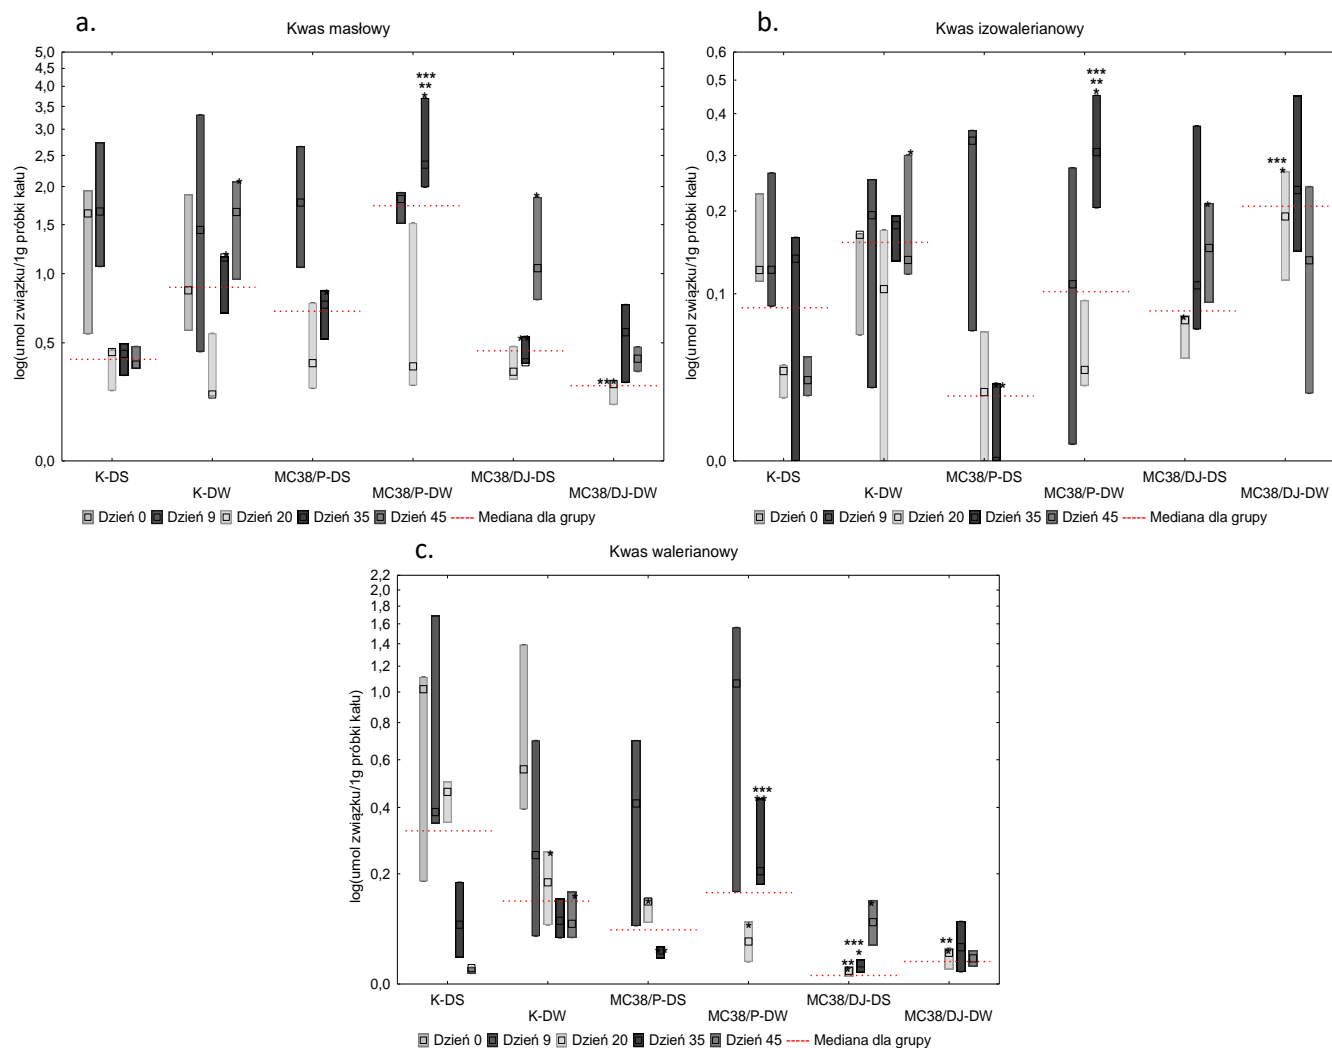 a.
Kwas masłowy
log(umol związku/1g próbki kału)
5,0
4,5
4,0
3,5
3,0
2,5
2,0
1,5
1,0
0,5
0,0
***
**
*
*
*
*
*
**
***
K-DS
K-DW
MC38/P-DS
MC38/P-DW
MC38/DJ-DS
MC38/DJ-DW
Dzień 0 Dzień 9 Dzień 20 Dzień 35 Dzień 45 Mediana dla grupy
b.
Kwas izowalerianowy
log(umol związku/1g próbki kału)
0,6
0,5
0,4
0,3
0,2
0,1
0,0
***
**
*
*
***
*
*
*
**
K-DS
K-DW
MC38/P-DS
MC38/P-DW
MC38/DJ-DS
MC38/DJ-DW
Dzień 0 Dzień 9 Dzień 20 Dzień 35 Dzień 45 Mediana dla grupy
c.
Kwas walerianowy
log(umol związku/1g próbki kału)
2,2
2,0
1,8
1,6
1,4
1,2
1,0
0,8
0,6
0,4
0,2
0,0
***
**
*
*
*
*
*
**
***
*
**
*
**
*
K-DS
K-DW
MC38/P-DS
MC38/P-DW
MC38/DJ-DS
MC38/DJ-DW
Dzień 0 Dzień 9 Dzień 20 Dzień 35 Dzień 45 Mediana dla grupy